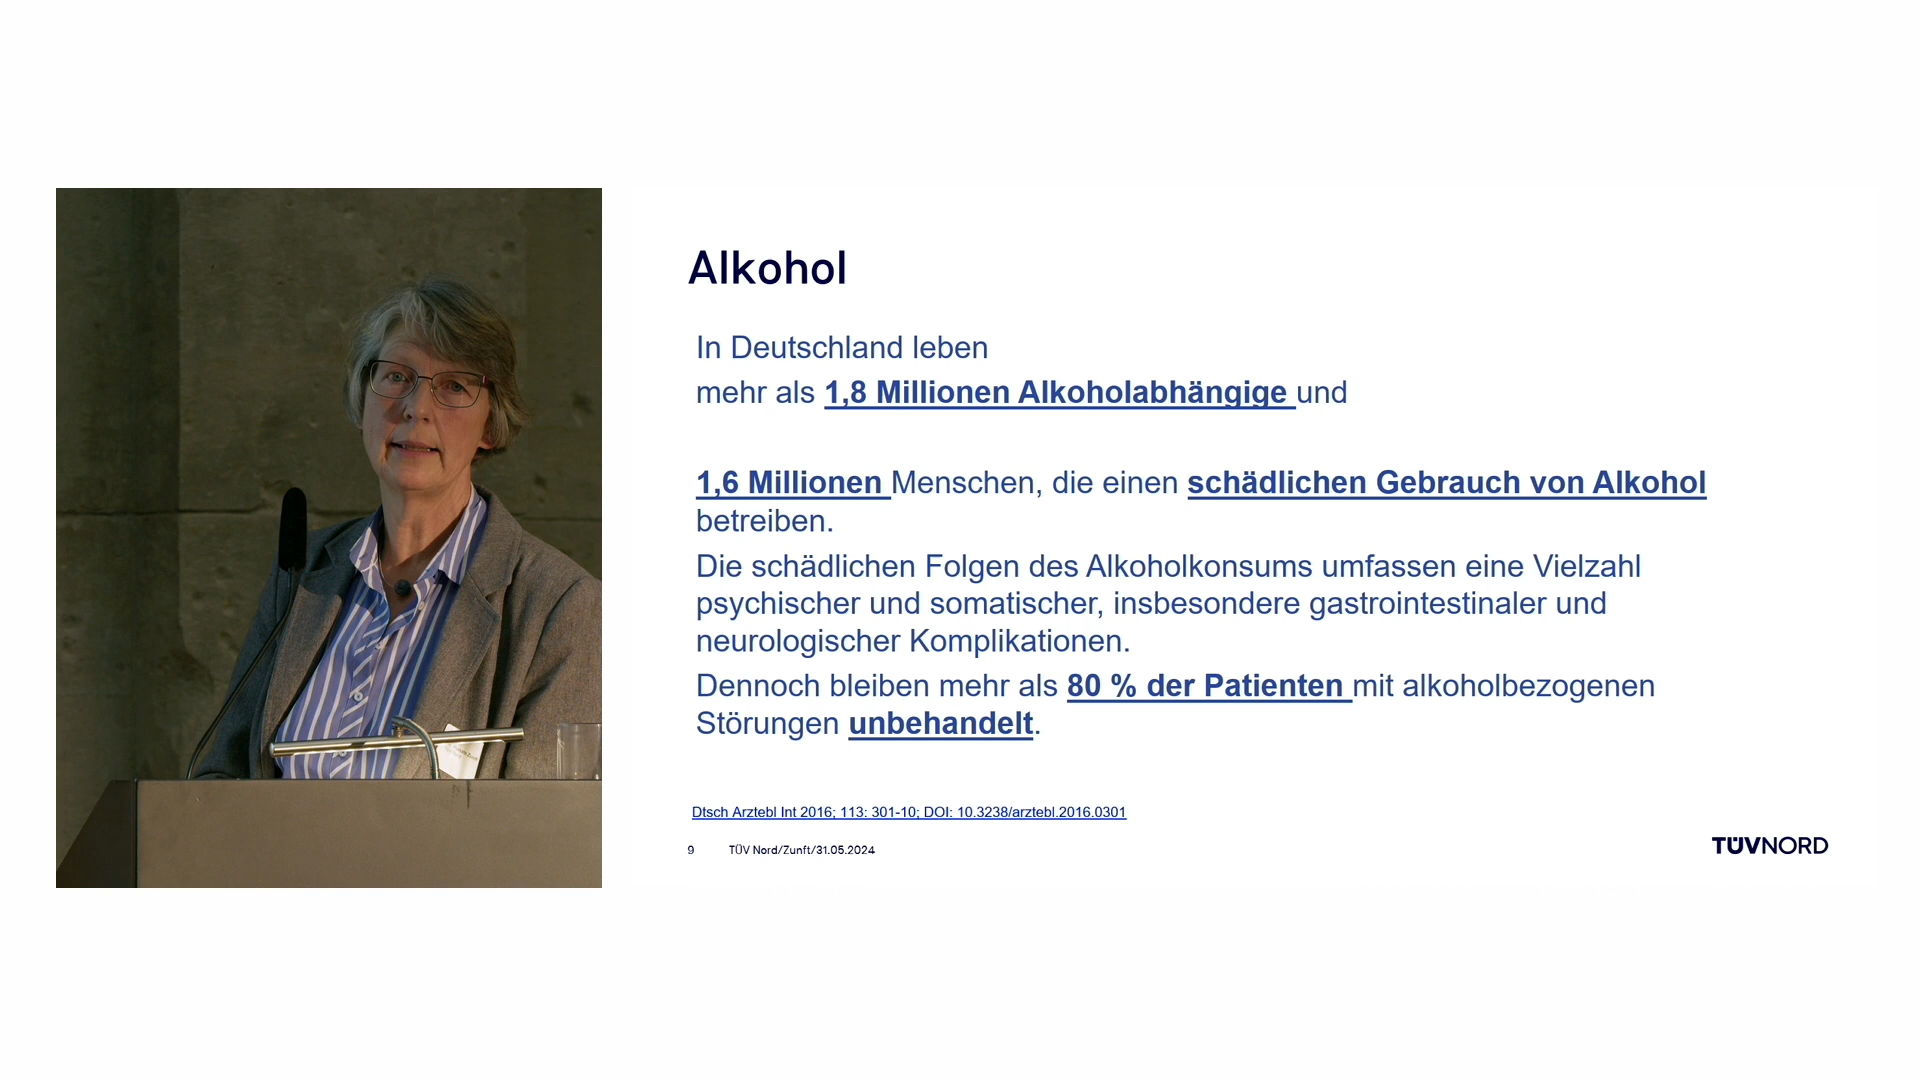 Alkohol
In Deutschland leben
mehr als 1,8 Millionen Alkoholabhängige und
1,6 Millionen Menschen, die einen schädlichen Gebrauch von Alkohol
betreiben.
Die schädlichen Folgen des Alkoholkonsums umfassen eine Vielzahl
psychischer und somatischer, insbesondere gastrointestinaler und
neurologischer Komplikationen.
Dennoch bleiben mehr als 80 % der Patienten mit alkoholbezogenen
Störungen unbehandelt.
Dtsch Arztebl Int 2016; 113: 301-10; DOI: 10.3238/arztebl.2016.0301
9 TÜV Nord/Zunft/31.05.2024
TÜVNORD